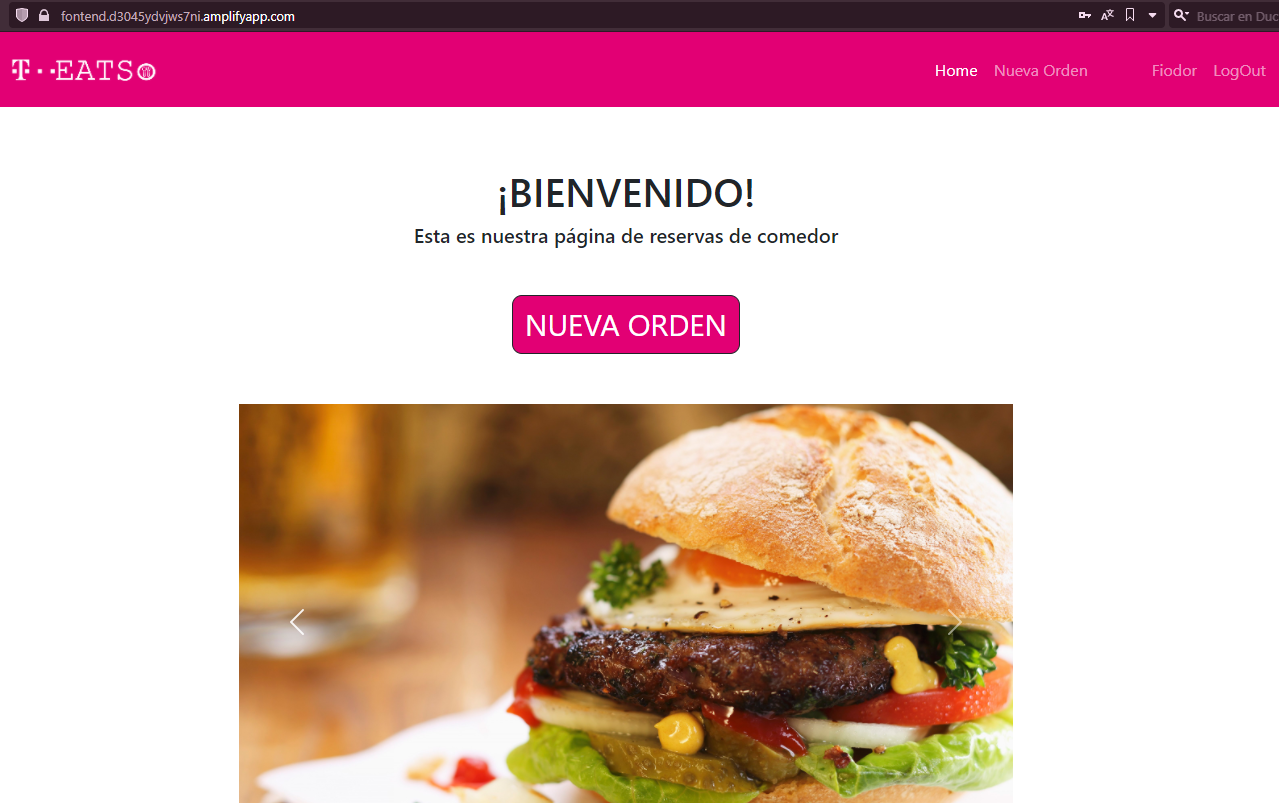 fontend.d3045ydvjws7ni.amplifyapp.com
Buscar en Duc
T··EATS
Home Nueva Orden Fiodor LogOut
¡BIENVENIDO!
Esta es nuestra página de reservas de comedor
NUEVA ORDEN